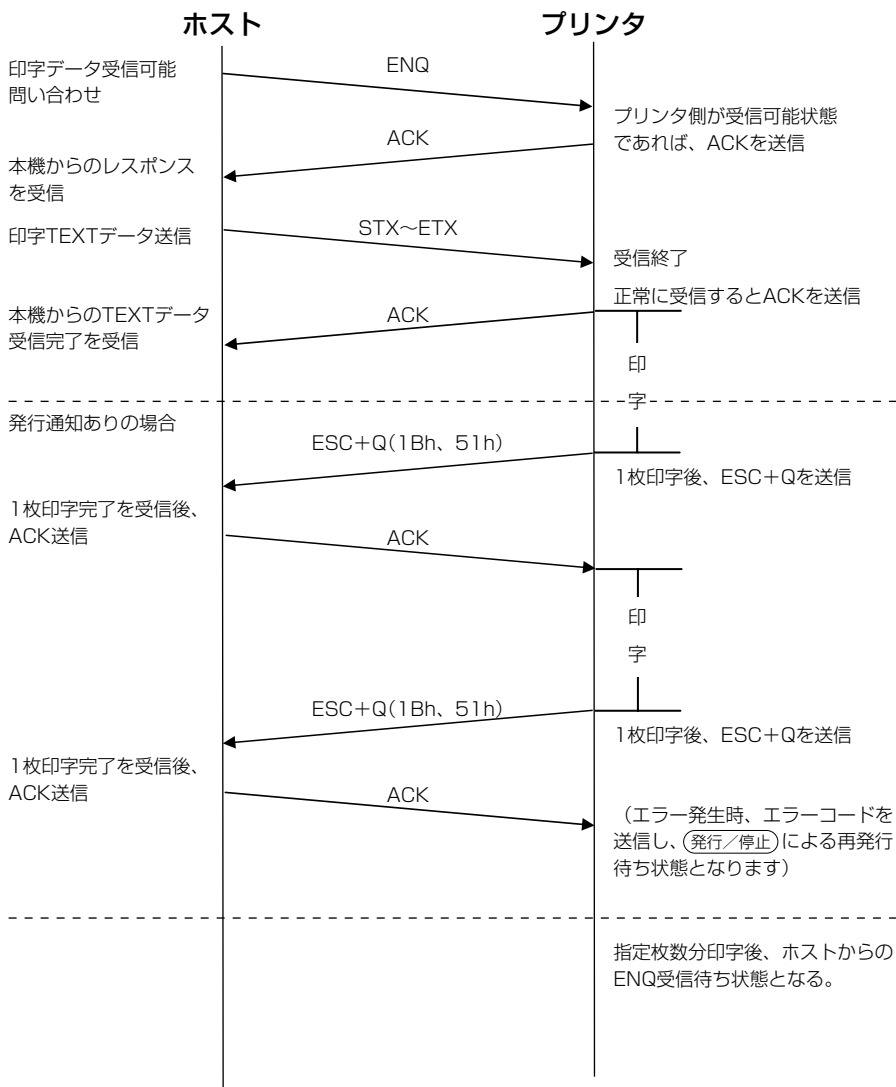 ホスト
プリンタ
印字データ受信可能
問い合わせ
ENQ
プリンタ側が受信可能状態
であれば、ACKを送信
ACK
本機からのレスポンス
を受信
印字TEXTデータ送信
STX～ETX
受信終了
正常に受信するとACKを送信
本機からのTEXTデータ
受信完了を受信
ACK
印
字
発行通知ありの場合
ESC＋Q（1Bh、51h）
1枚印字後、ESC＋Qを送信
1枚印字完了を受信後、
ACK送信
ACK
印
字
ESC＋Q（1Bh、51h）
1枚印字後、ESC＋Qを送信
1枚印字完了を受信後、
ACK送信
ACK
（エラー発生時、エラーコードを
送信し、発行／停止による再発行
待ち状態となります）
指定枚数分印字後、ホストからの
ENQ受信待ち状態となる。